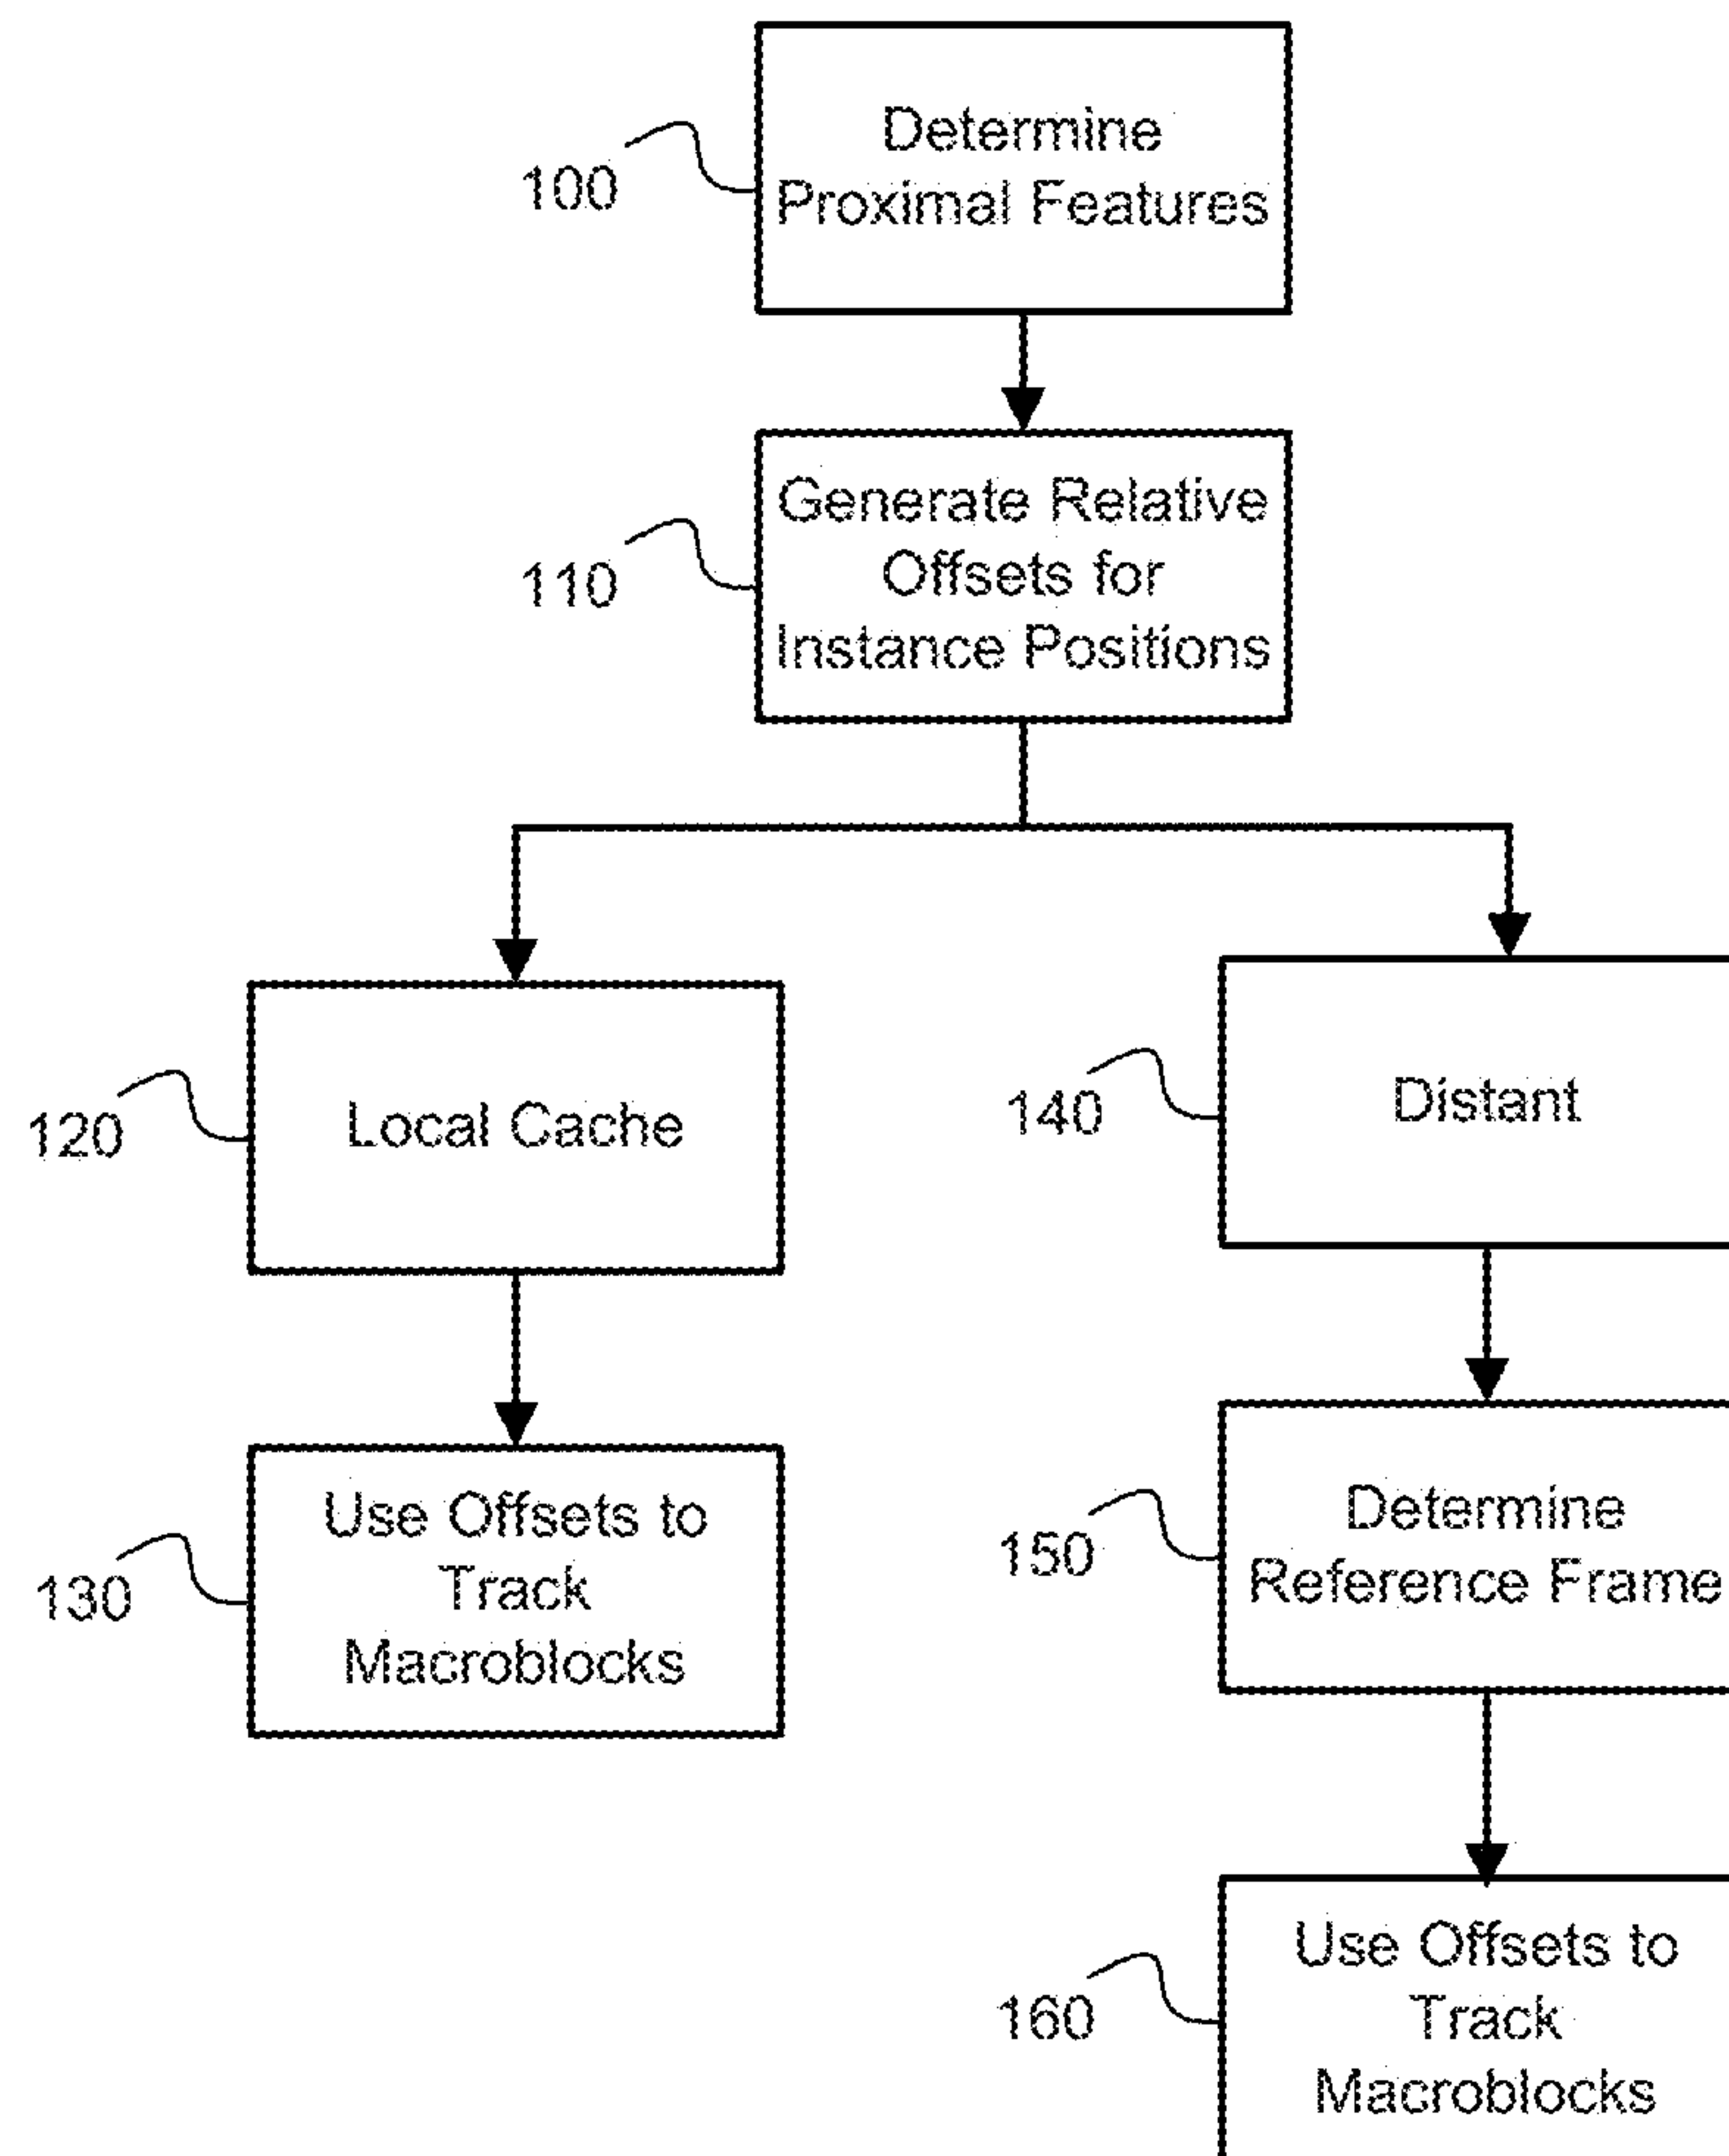 100
Determine
Proximal Features
110
Generate Relative
Offsets for
Instance Positions
120
Local Cache
140
Distant
130
Use Offsets to
Track
Macroblocks
150
Determine
Reference Frame
160
Use Offsets to
Track
Macroblocks